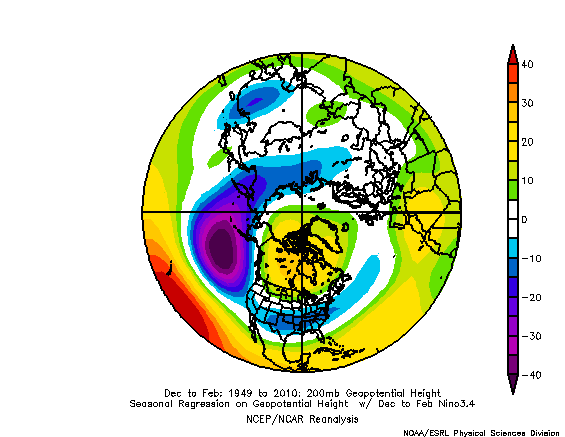 40
30
20
10
0
-10
-20
-30
-40
Dec to Feb: 1949 to 2010: 200mb Geopotential Height
Seasonal Regression on Geopotential Height w/ Dec to Feb Nino3.4
NCEP/NCAR Reanalysis
NOAA/ESRL Physical Sciences Division